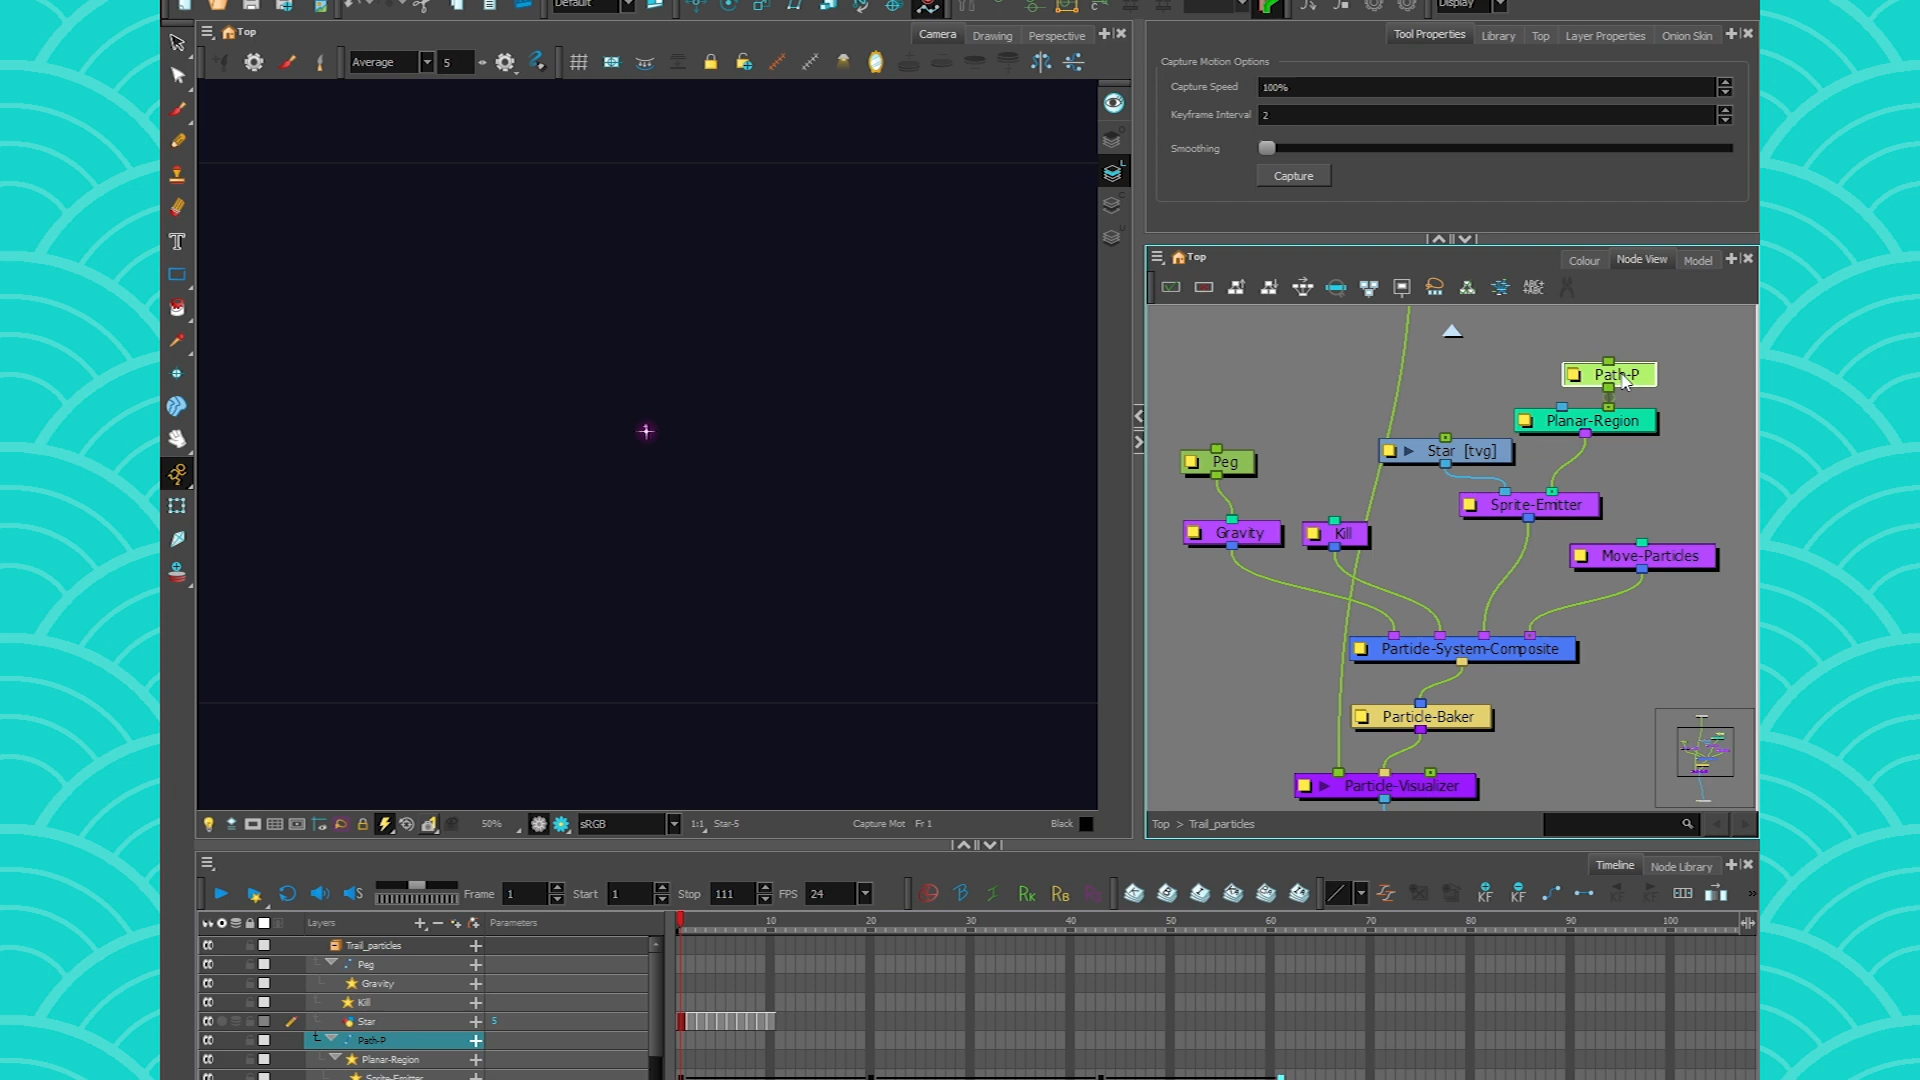 Default
Display
Top
Camera
Drawing
Perspective
Average
5
Tool Properties
Library
Top
Layer Properties
Onion Skin
Capture Motion Options
Capture Speed
100%
Keyframe Interval
2
Smoothing
Capture
Top
Colour
Node View
Model
Path-P
Planar-Region
Star [tvg]
Peg
Sprite-Emitter
Gravity
Kill
Move-Particles
Particle-System-Composite
Particle-Baker
Particle-Visualizer
50%
sRGB
1:1
Star-5
Capture Mot
Fr 1
Black
Top > Trail_particles
Timeline
Node Library
Frame
1
Start
1
Stop
111
FPS
24
Layers
Parameters
10
20
30
40
50
60
70
80
90
100
Trail_particles
Peg
Gravity
Kill
Star
5
Path-P
Planar-Region
Sprite-Emitter